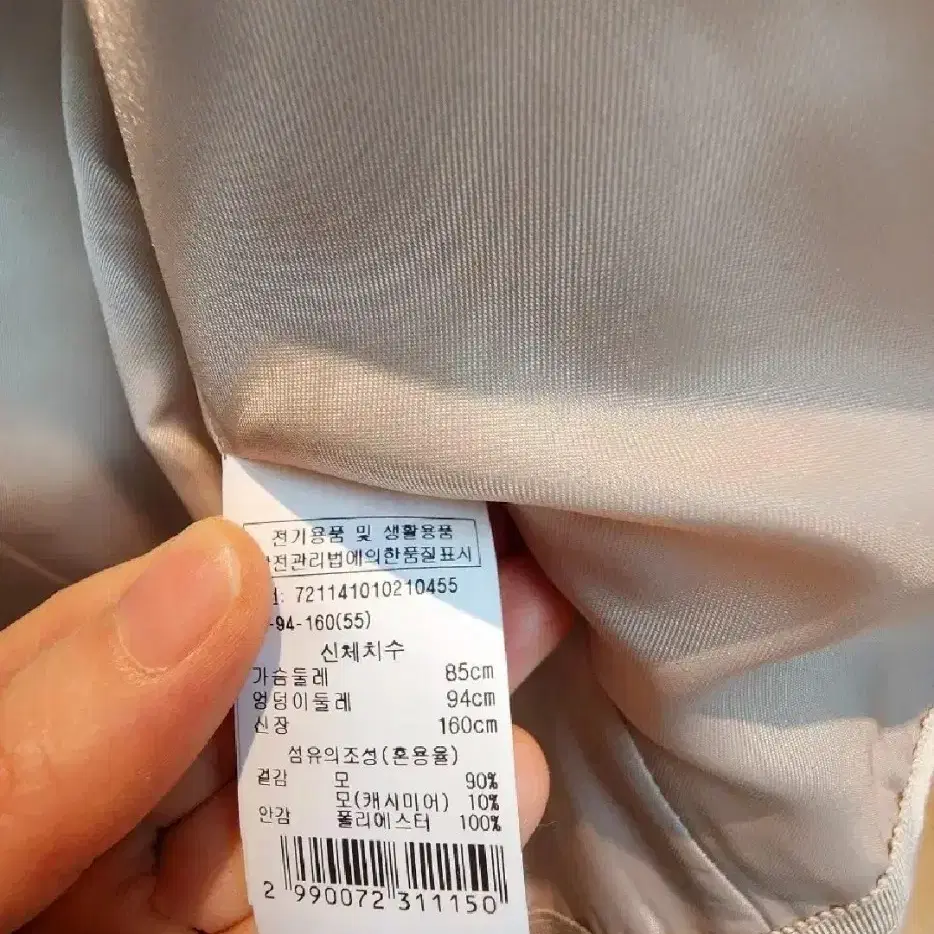 전기용품 및 생활용품
전관리법에의한품질표시
: 721141010210455
-94-160(55)
신체치수
가슴둘레 85cm
엉덩이둘레 94cm
신장 160cm
섬유의조성(혼용율)
겉감 모 90%
모(캐시미어) 10%
안감 폴리에스터 100%
2 990072 311150